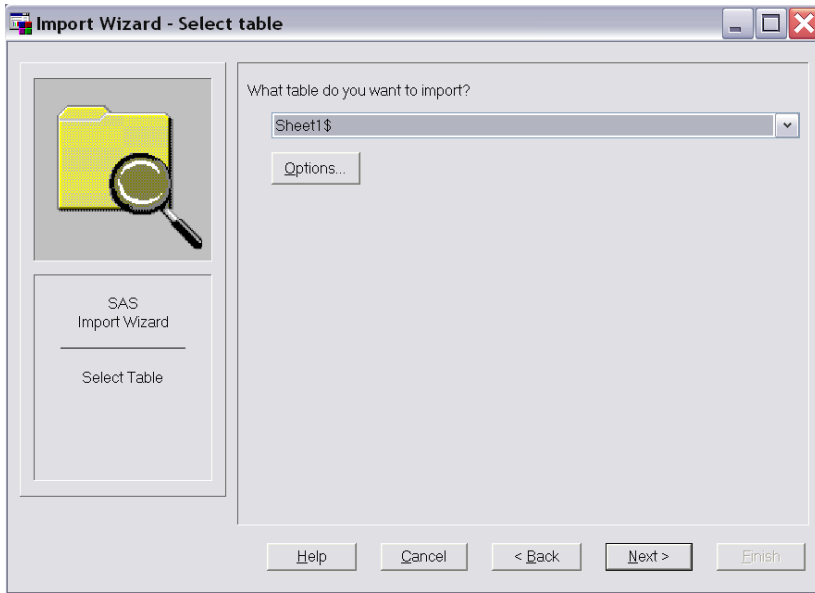 Import Wizard - Select table
What table do you want to import?
Sheet1$
Options...
SAS
Import Wizard
Select Table
Help
Cancel
< Back
Next >
Finish